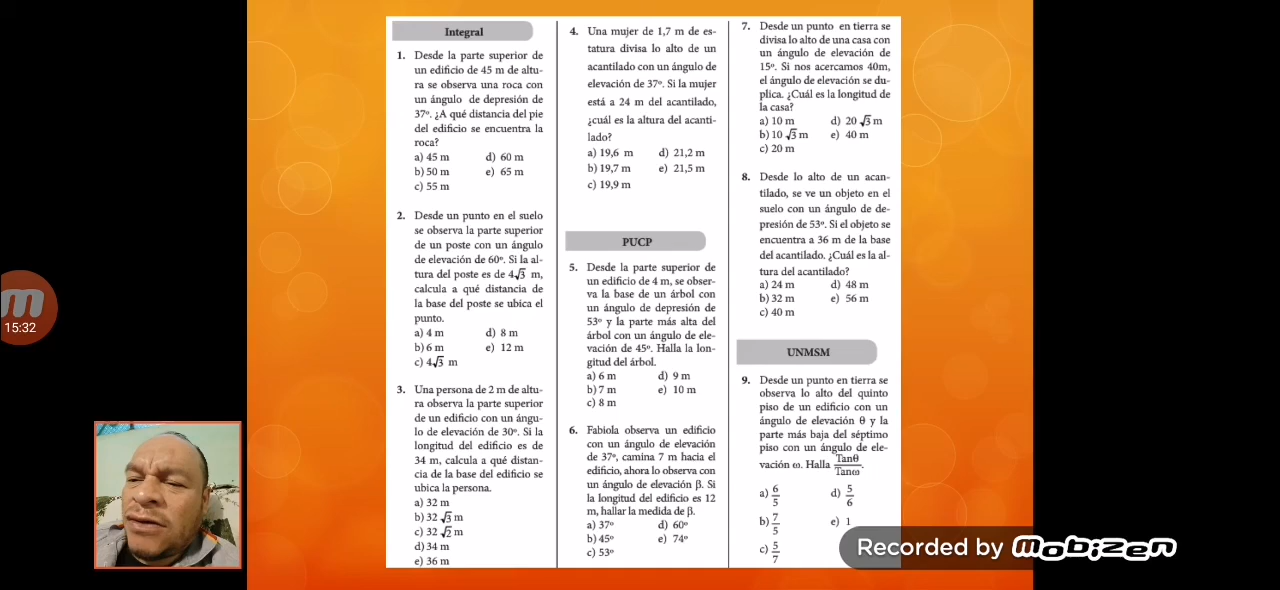 Integral
1. Desde la parte superior de
un edificio de 45 m de altu-
ra se observa una roca con
un ángulo de depresión de
37º. ¿A qué distancia del pie
del edificio se encuentra la
roca?
a) 45 m d) 60 m
b) 50 m e) 65 m
c) 55 m
2. Desde un punto en el suelo
se observa la parte superior
de un poste con un ángulo
de elevación de 60º. Si la al-
tura del poste es de 4√3 m,
calcula a qué distancia de
la base del poste se ubica el
punto.
a) 4 m d) 8 m
b) 6 m e) 12 m
c) 4√3 m
3. Una persona de 2 m de altu-
ra observa la parte superior
de un edificio con un ángu-
lo de elevación de 30º. Si la
longitud del edificio es de
34 m, calcula a qué distan-
cia de la base del edificio se
ubica la persona.
a) 32 m
b) 32 √3 m
c) 32 √2 m
d) 34 m
e) 36 m
4. Una mujer de 1,7 m de es-
tatura divisa lo alto de un
acantilado con un ángulo de
elevación de 37º. Si la mujer
está a 24 m del acantilado,
¿cuál es la altura del acanti-
lado?
a) 19,6 m d) 21,2 m
b) 19,7 m e) 21,5 m
c) 19,9 m
PUCP
5. Desde la parte superior de
un edificio de 4 m, se obser-
va la base de un árbol con
un ángulo de depresión de
53º y la parte más alta del
árbol con un ángulo de ele-
vación de 45º. Halla la lon-
gitud del árbol.
a) 6 m d) 9 m
b) 7 m e) 10 m
c) 8 m
6. Fabiola observa un edificio
con un ángulo de elevación
de 37º, camina 7 m hacia el
edificio, ahora lo observa con
un ángulo de elevación β. Si
la longitud del edificio es 12
m, hallar la medida de β.
a) 37º d) 60º
b) 45º e) 74º
c) 53º
7. Desde un punto en tierra se
divisa lo alto de una casa con
un ángulo de elevación de
15º. Si nos acercamos 40m,
el ángulo de elevación se du-
plica. ¿Cuál es la longitud de
la casa?
a) 10 m d) 20 √3 m
b) 10 √3 m e) 40 m
c) 20 m
8. Desde lo alto de un acan-
tilado, se ve un objeto en el
suelo con un ángulo de de-
presión de 53º. Si el objeto se
encuentra a 36 m de la base
del acantilado. ¿Cuál es la al-
tura del acantilado?
a) 24 m d) 48 m
b) 32 m e) 56 m
c) 40 m
UNMSM
9. Desde un punto en tierra se
observa lo alto del quinto
piso de un edificio con un
ángulo de elevación θ y la
parte más baja del séptimo
piso con un ángulo de ele-
vación ω. Halla Tanθ/Tanω.
a) 6/5 d) 5/6
b) 7/5 e) 1
c) 5/7
15:32
Recorded by Mobizen